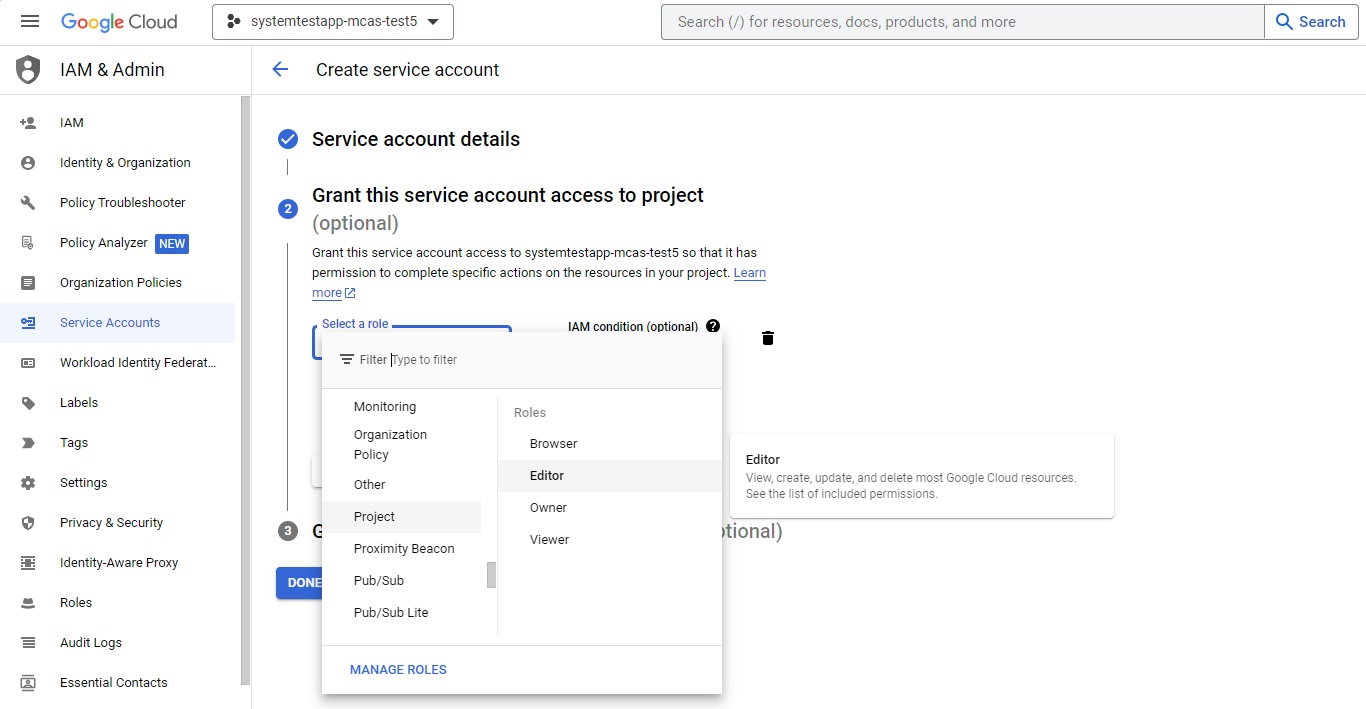 Google Cloud
systemtestapp-mcas-test5
Search (/) for resources, docs, products, and more
Search
IAM & Admin
Create service account
IAM
Identity & Organization
Policy Troubleshooter
Policy Analyzer NEW
Organization Policies
Service Accounts
Workload Identity Federat...
Labels
Tags
Settings
Privacy & Security
Identity-Aware Proxy
Roles
Audit Logs
Essential Contacts
Service account details
2
Grant this service account access to project
(optional)
Grant this service account access to systemtestapp-mcas-test5 so that it has
permission to complete specific actions on the resources in your project. Learn
more
Select a role
IAM condition (optional) ?
Filter Type to filter
Monitoring
Organization
Policy
Other
Project
Proximity Beacon
Pub/Sub
Pub/Sub Lite
Roles
Browser
Editor
Owner
Viewer
MANAGE ROLES
Editor
View, create, update, and delete most Google Cloud resources.
See the list of included permissions.
3
DONE